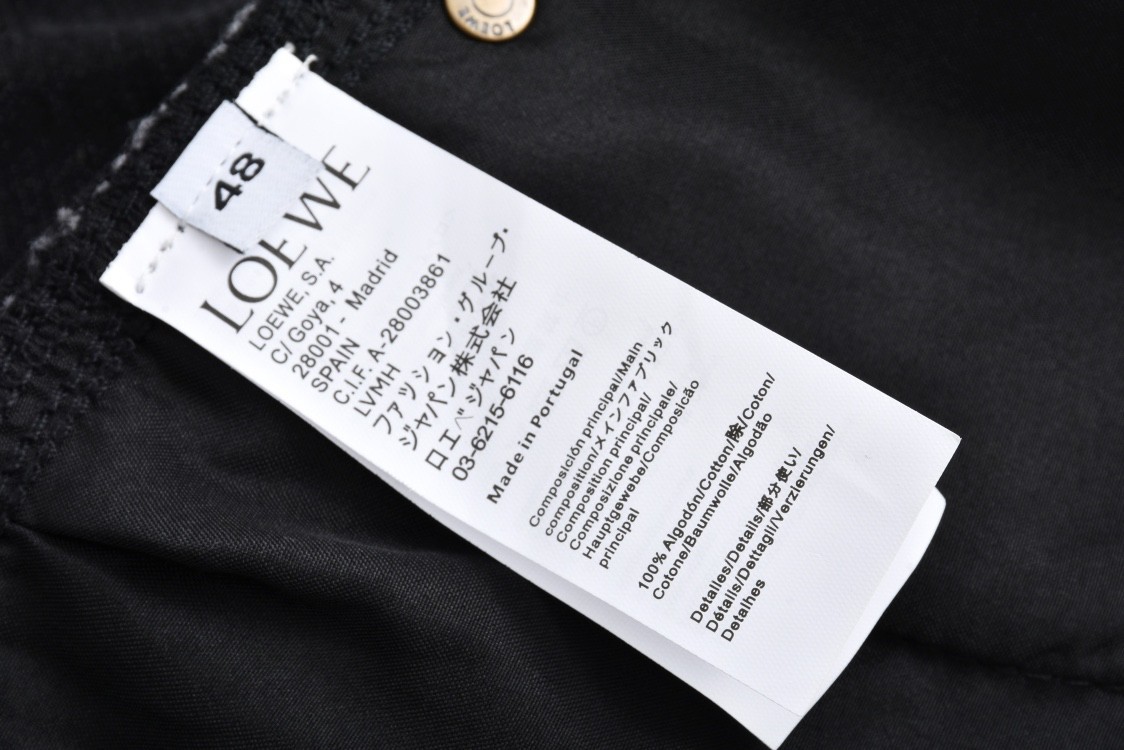 48
LOEWE
LOEWE, S.A.
C/ Goya, 4
28001 - Madrid
SPAIN
C.I.F. A-28003861
LVMH
ファッション・グループ.
ジャパン株式会社
ロエベジャパン
03-6215-6116
Made in Portugal
Composición principal/Main
composition/メインファブリック
Composition principal/
Composizione principale/
Hauptgewebe/Composicão
principal
100% Algodón/Cotton/除/Coton/
Cotone/Baumwolle/Algodão
Detalles/Details/部分使い/
Détails/Dettagli/Verzierungen/
Detalhes